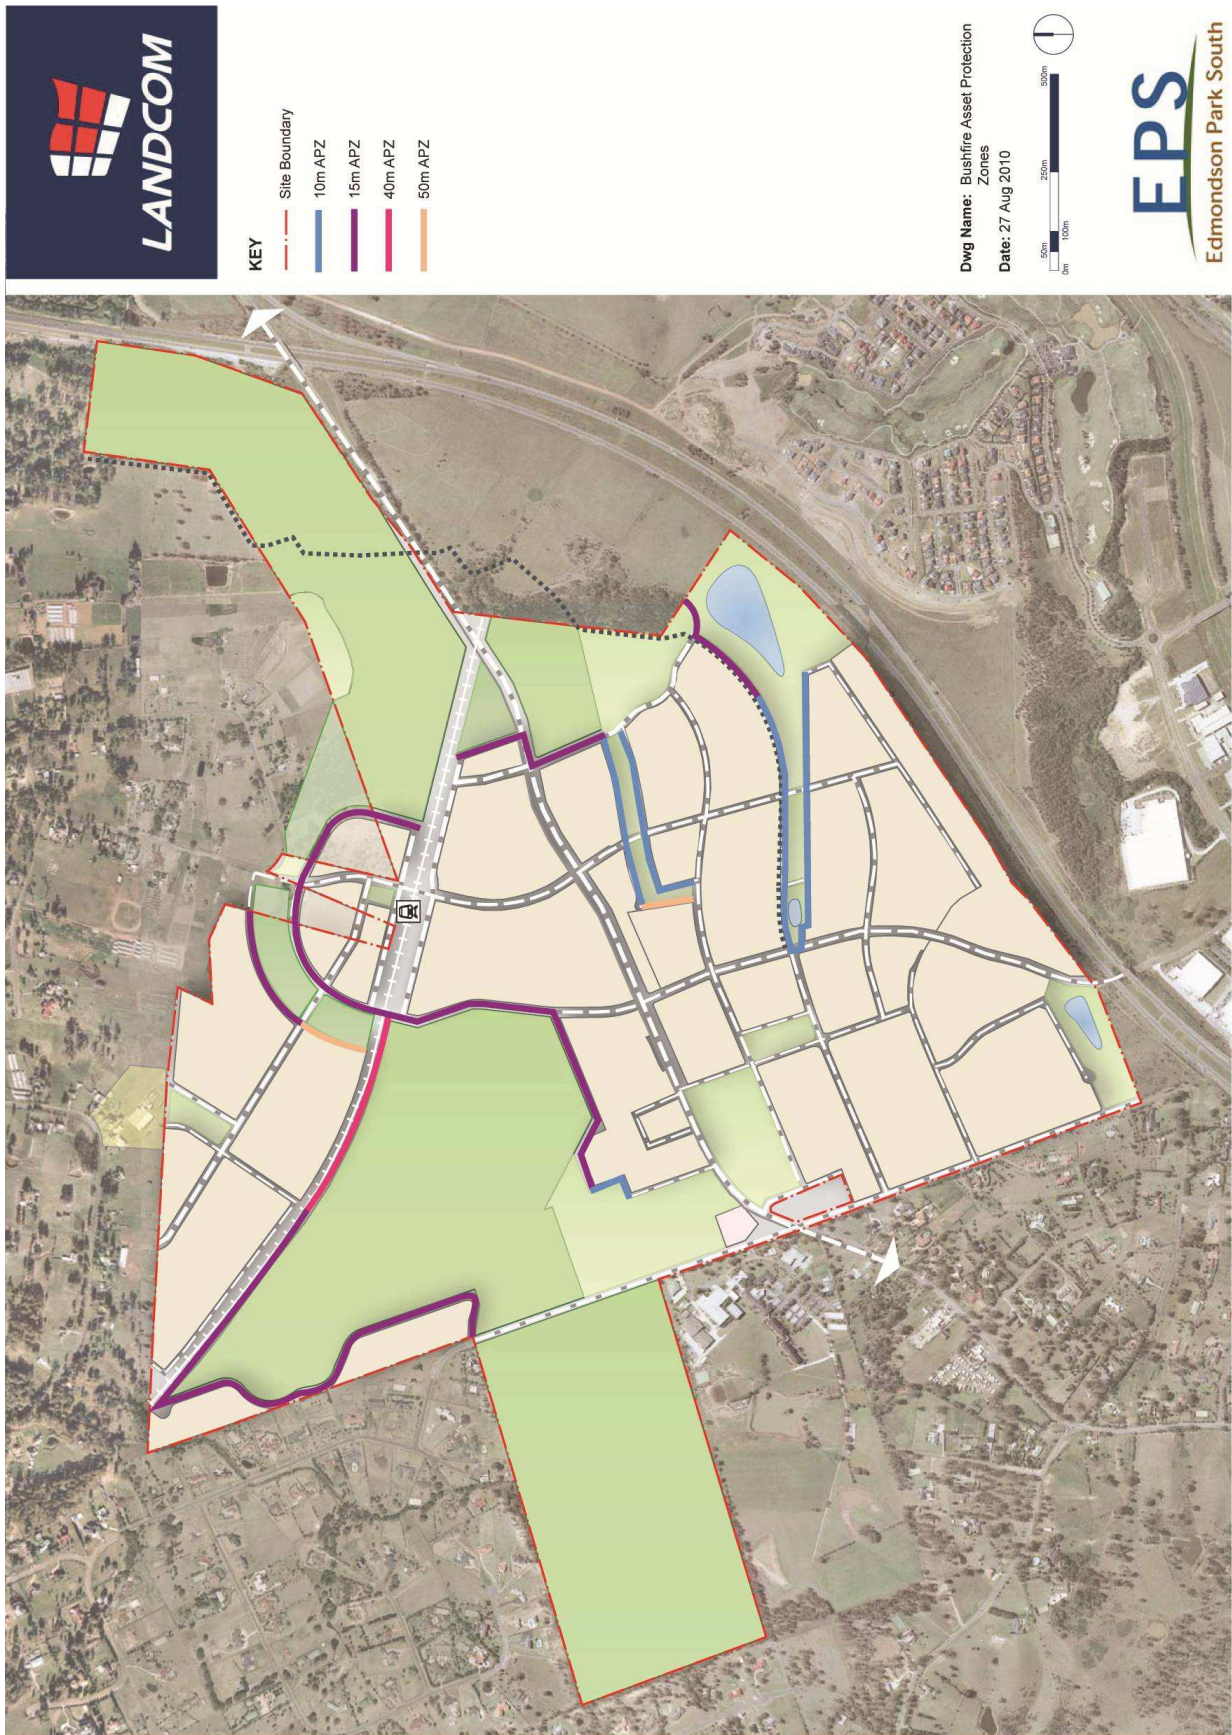 LANDCOM
KEY
Site Boundary
10m APZ
15m APZ
40m APZ
50m APZ
Dwg Name: Bushfire Asset Protection
Zones
Date: 27 Aug 2010
50m 250m 500m
0m 100m
EPS
Edmondson Park South